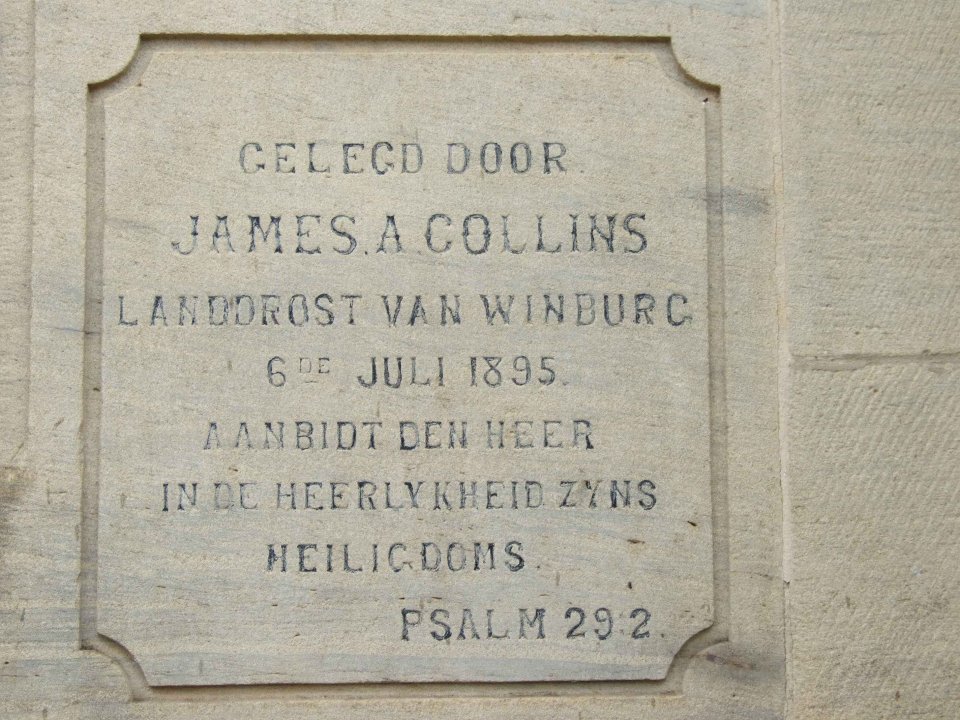 GELEGD DOOR.
JAMES. A. COLLINS
LANDDROST VAN WINBURG
6DE JULI 1895.
AANBIDT DEN HEER
IN DE HEERLYKHEID ZYNS
HEILIGDOMS.
PSALM 29:2.